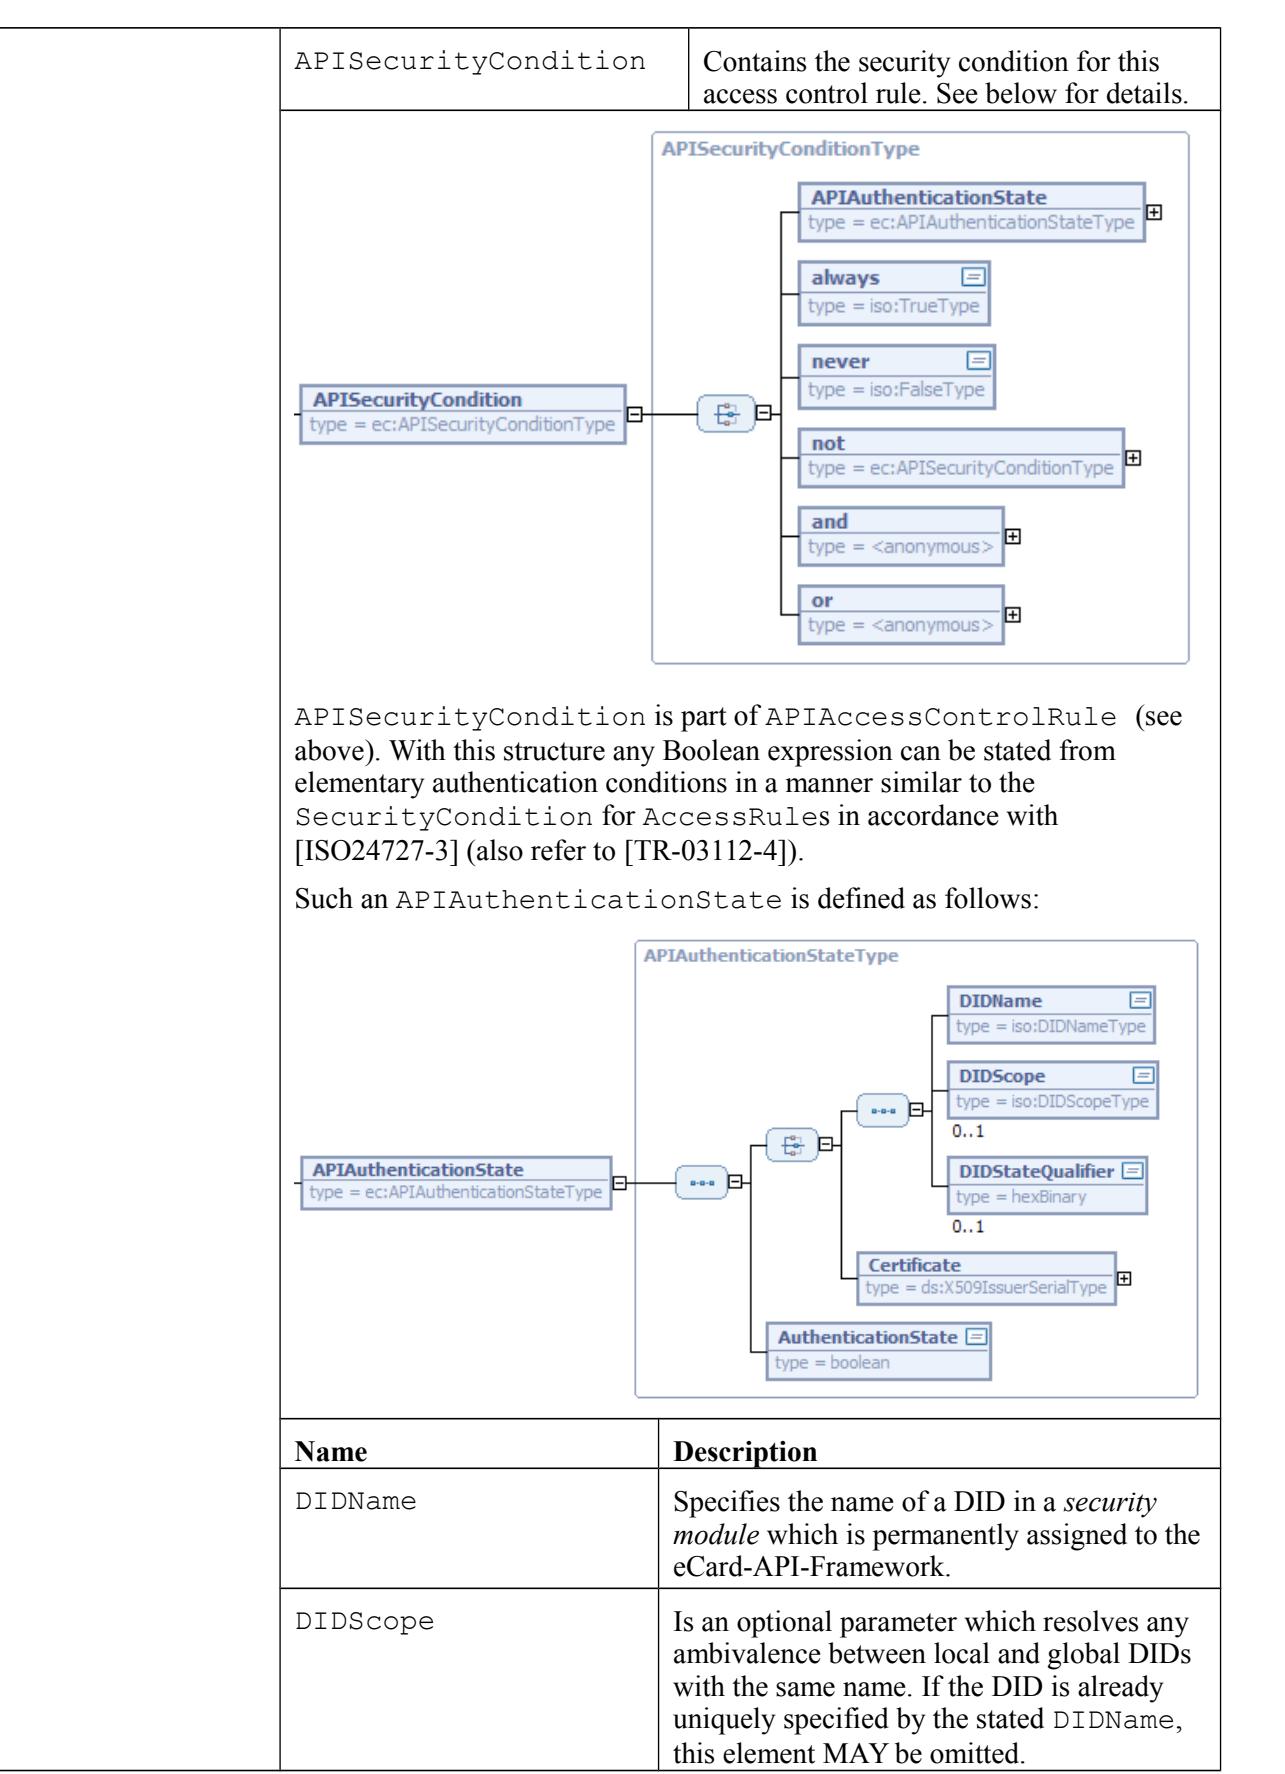 APISecurityCondition
Contains the security condition for this
access control rule. See below for details.
APISecurityConditionType
APIAuthenticationState
type = ec:APIAuthenticationStateType
always
type = iso:TrueType
never
type = iso:FalseType
APISecurityCondition
type = ec:APISecurityConditionType
not
type = ec:APISecurityConditionType
and
type = <anonymous>
or
type = <anonymous>
APISecurityCondition is part of APIAccessControlRule (see
above). With this structure any Boolean expression can be stated from
elementary authentication conditions in a manner similar to the
SecurityCondition for AccessRules in accordance with
[ISO24727-3] (also refer to [TR-03112-4]).
Such an APIAuthenticationState is defined as follows:
APIAuthenticationStateType
DIDName
type = iso:DIDNameType
DIDScope
type = iso:DIDScopeType
0..1
APIAuthenticationState
type = ec:APIAuthenticationStateType
DIDStateQualifier
type = hexBinary
0..1
Certificate
type = ds:X509IssuerSerialType
AuthenticationState
type = boolean
Name
Description
DIDName
Specifies the name of a DID in a security
module which is permanently assigned to the
eCard-API-Framework.
DIDScope
Is an optional parameter which resolves any
ambivalence between local and global DIDs
with the same name. If the DID is already
uniquely specified by the stated DIDName,
this element MAY be omitted.